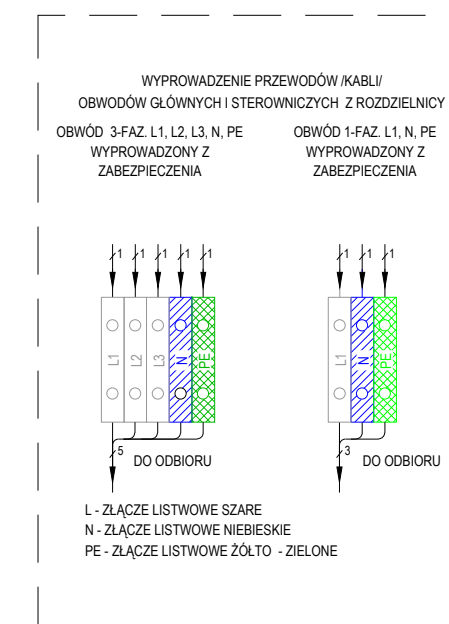 WYPROWADZENIE PRZEWODÓW /KABLI/
OBWODÓW GŁÓWNYCH I STEROWNICZYCH Z ROZDZIELNICY
OBWÓD 3-FAZ. L1, L2, L3, N, PE
WYPROWADZONY Z
ZABEZPIECZENIA
OBWÓD 1-FAZ. L1, N, PE
WYPROWADZONY Z
ZABEZPIECZENIA
1 1 1 1 1
L1 L2 L3 N PE
5
DO ODBIORU
1 1 1
L1 N PE
3
DO ODBIORU
L - ZŁĄCZE LISTWOWE SZARE
N - ZŁĄCZE LISTWOWE NIEBIESKIE
PE - ZŁĄCZE LISTWOWE ŻÓŁTO - ZIELONE